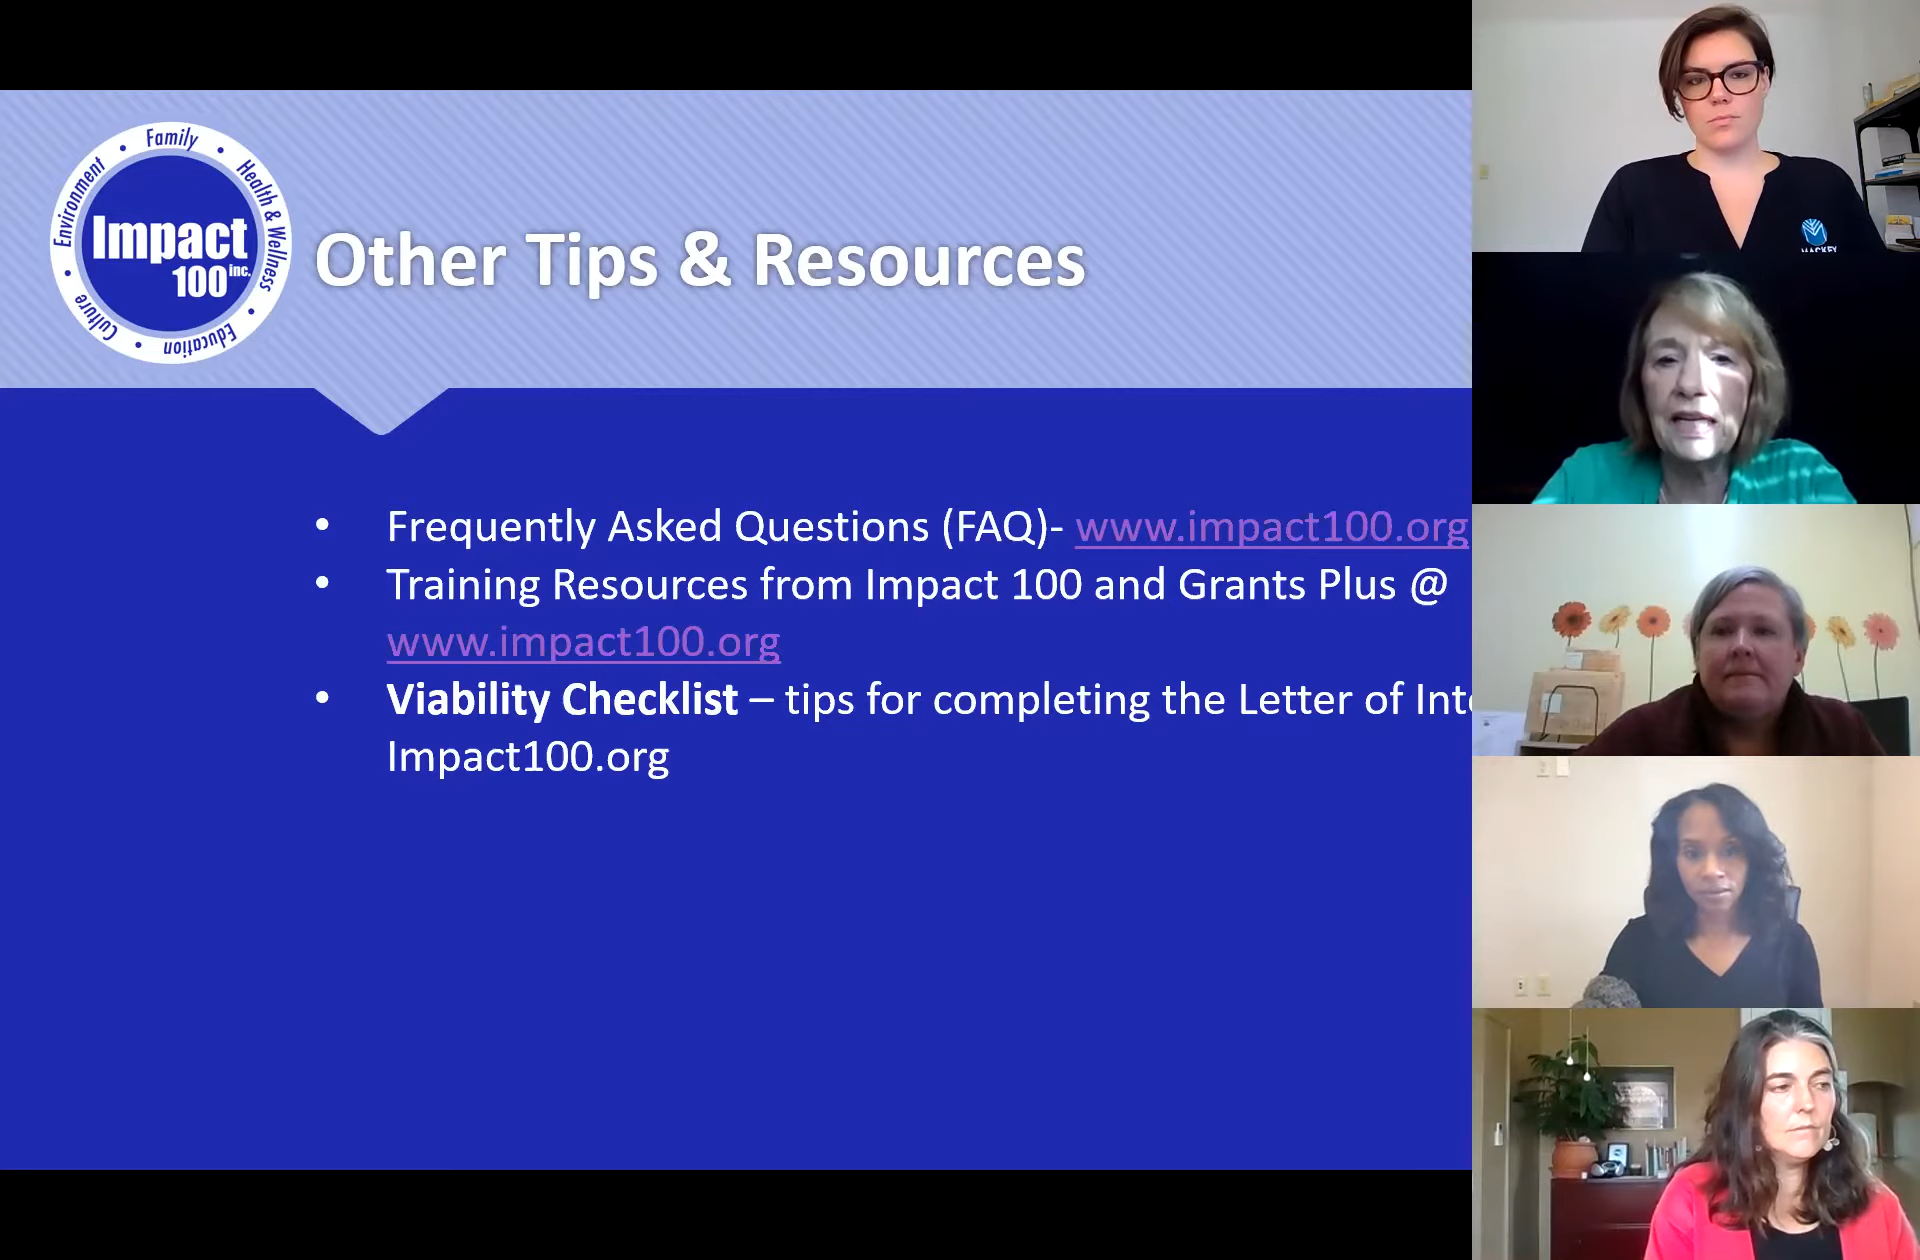 Family
Health & Wellness
Education
Culture
Environment
Impact
100 inc.
Other Tips & Resources
• Frequently Asked Questions (FAQ)- www.impact100.org
• Training Resources from Impact 100 and Grants Plus @
www.impact100.org
• Viability Checklist – tips for completing the Letter of
Impact100.org
MACKEY